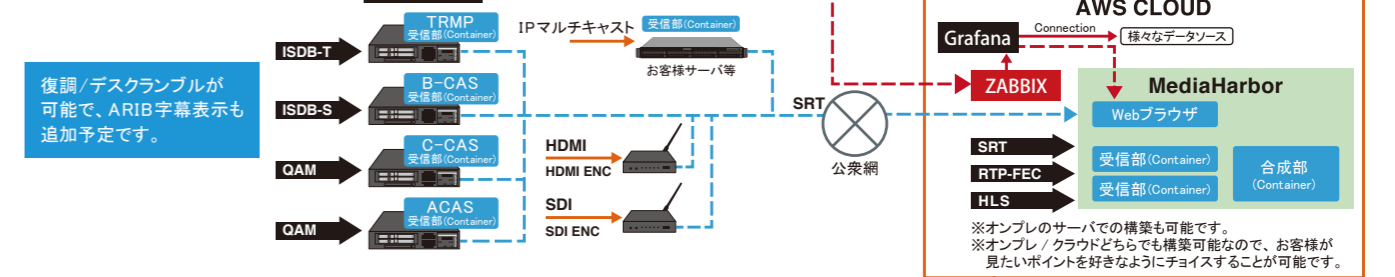 復調/デスクランブルが
可能で、ARIB字幕表示も
追加予定です。
ISDB-T
TRMP
受信部(Container)
ISDB-S
B-CAS
受信部(Container)
QAM
C-CAS
受信部(Container)
QAM
ACAS
受信部(Container)
IPマルチキャスト
受信部(Container)
お客様サーバ等
HDMI
HDMI ENC
SDI
SDI ENC
SRT
公衆網
AWS CLOUD
Grafana
Connection
様々なデータソース
ZABBIX
MediaHarbor
Webブラウザ
SRT
RTP-FEC
HLS
受信部(Container)
受信部(Container)
合成部
(Container)
※オンプレのサーバでの構築も可能です。
※オンプレ / クラウドどちらでも構築可能なので、お客様が
見たいポイントを好きなようにチョイスすることが可能です。